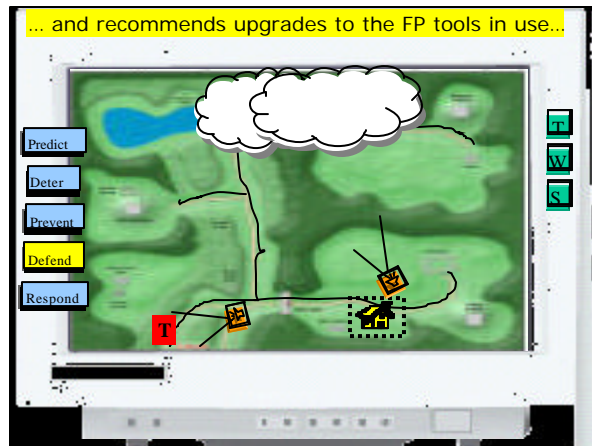 ... and recommends upgrades to the FP tools in use...
Predict
Deter
Prevent
Defend
Respond
T
W
S
T